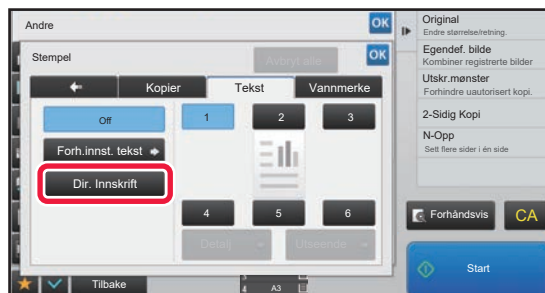 Andre
OK
Stempel
Avbryt alle
OK
Kopier
Tekst
Vannmerke
Off
1
2
3
Forh.innst. tekst
Dir. Innskrift
4
5
6
Detalj
Utseende
Tilbake
A3
Original
Endre størrelse/retning.
Egendef. bilde
Kombiner registrerte bilder
Utskr.mønster
Forhindre uautorisert kopi.
2-Sidig Kopi
N-Opp
Sett flere sider i én side
Forhåndsvis
CA
Start